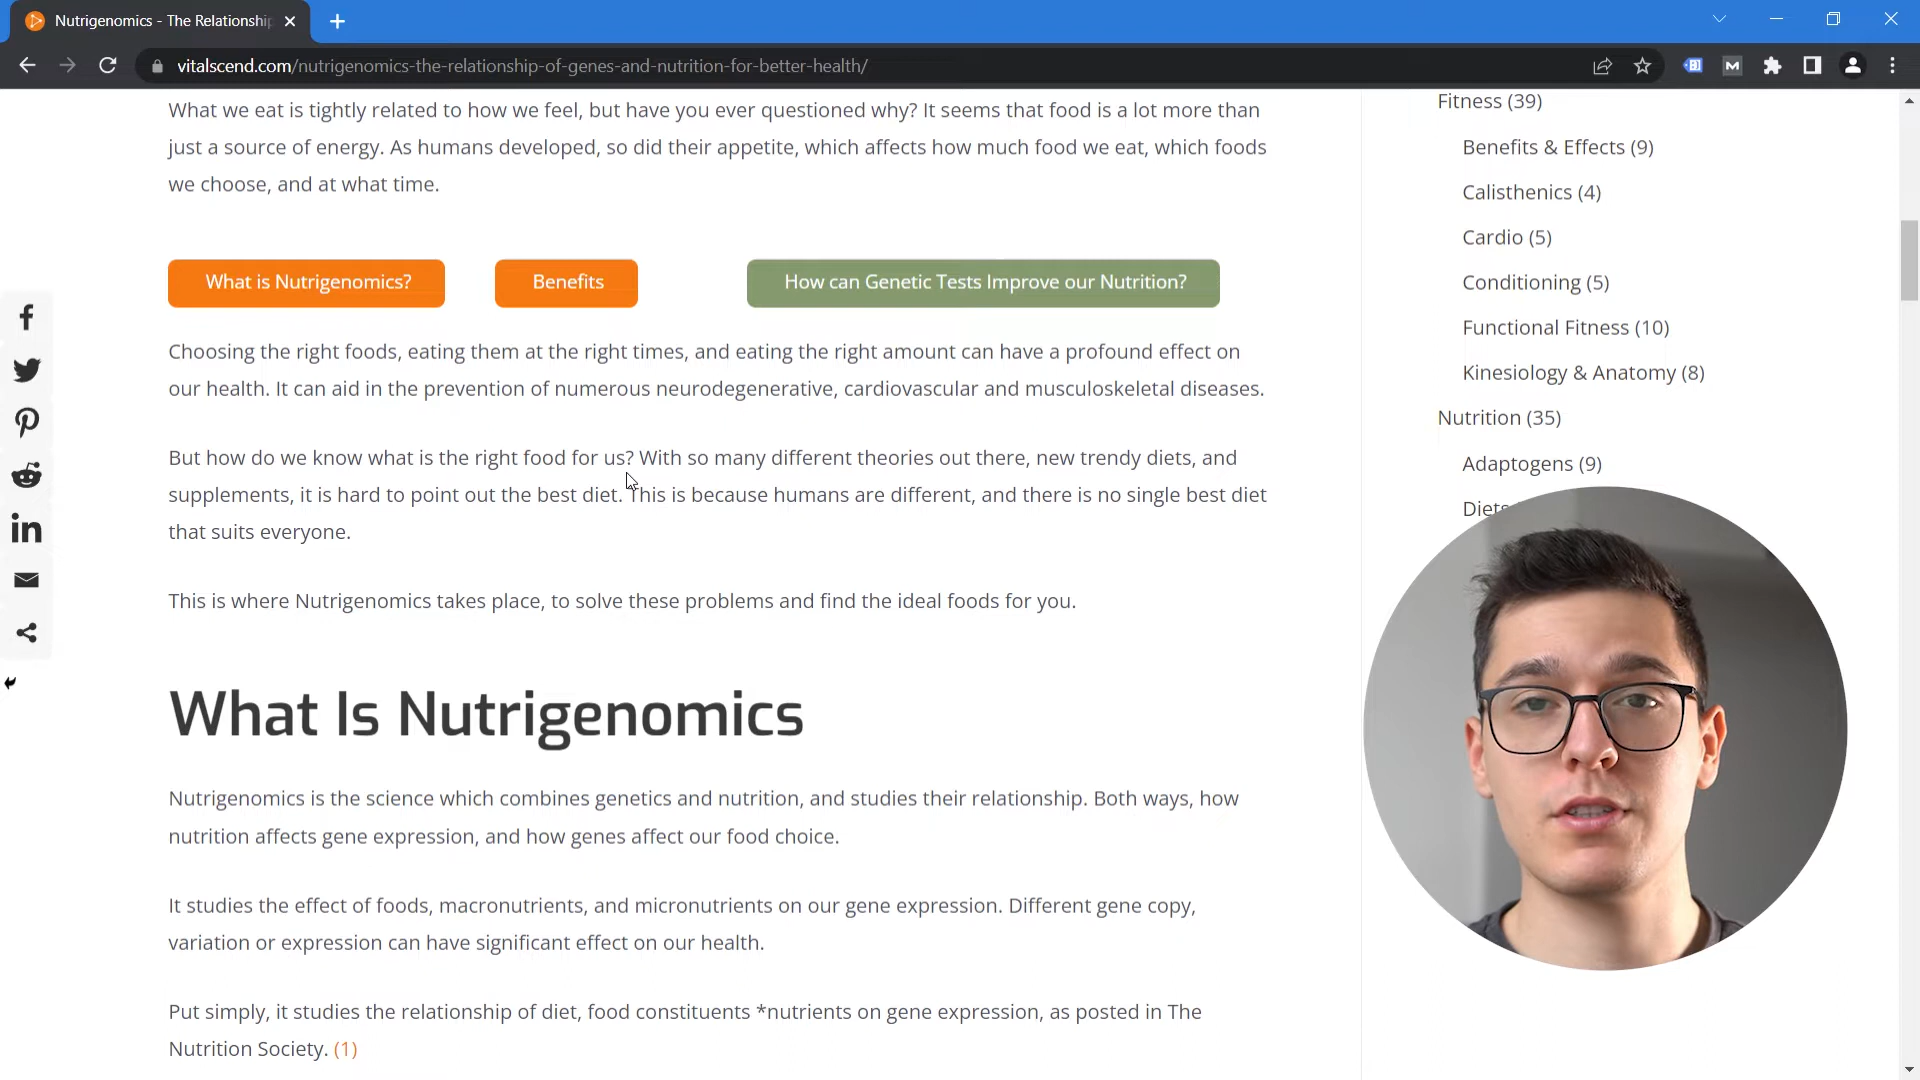 Nutrigenomics - The Relationship
vitalscend.com/nutrigenomics-the-relationship-of-genes-and-nutrition-for-better-health/
What we eat is tightly related to how we feel, but have you ever questioned why? It seems that food is a lot more than
just a source of energy. As humans developed, so did their appetite, which affects how much food we eat, which foods
we choose, and at what time.
What is Nutrigenomics?
Benefits
How can Genetic Tests Improve our Nutrition?
Choosing the right foods, eating them at the right times, and eating the right amount can have a profound effect on
our health. It can aid in the prevention of numerous neurodegenerative, cardiovascular and musculoskeletal diseases.
But how do we know what is the right food for us? With so many different theories out there, new trendy diets, and
supplements, it is hard to point out the best diet. This is because humans are different, and there is no single best diet
that suits everyone.
This is where Nutrigenomics takes place, to solve these problems and find the ideal foods for you.
What Is Nutrigenomics
Nutrigenomics is the science which combines genetics and nutrition, and studies their relationship. Both ways, how
nutrition affects gene expression, and how genes affect our food choice.
It studies the effect of foods, macronutrients, and micronutrients on our gene expression. Different gene copy,
variation or expression can have significant effect on our health.
Put simply, it studies the relationship of diet, food constituents *nutrients on gene expression, as posted in The
Nutrition Society. (1)
Fitness (39)
Benefits & Effects (9)
Calisthenics (4)
Cardio (5)
Conditioning (5)
Functional Fitness (10)
Kinesiology & Anatomy (8)
Nutrition (35)
Adaptogens (9)
Diets